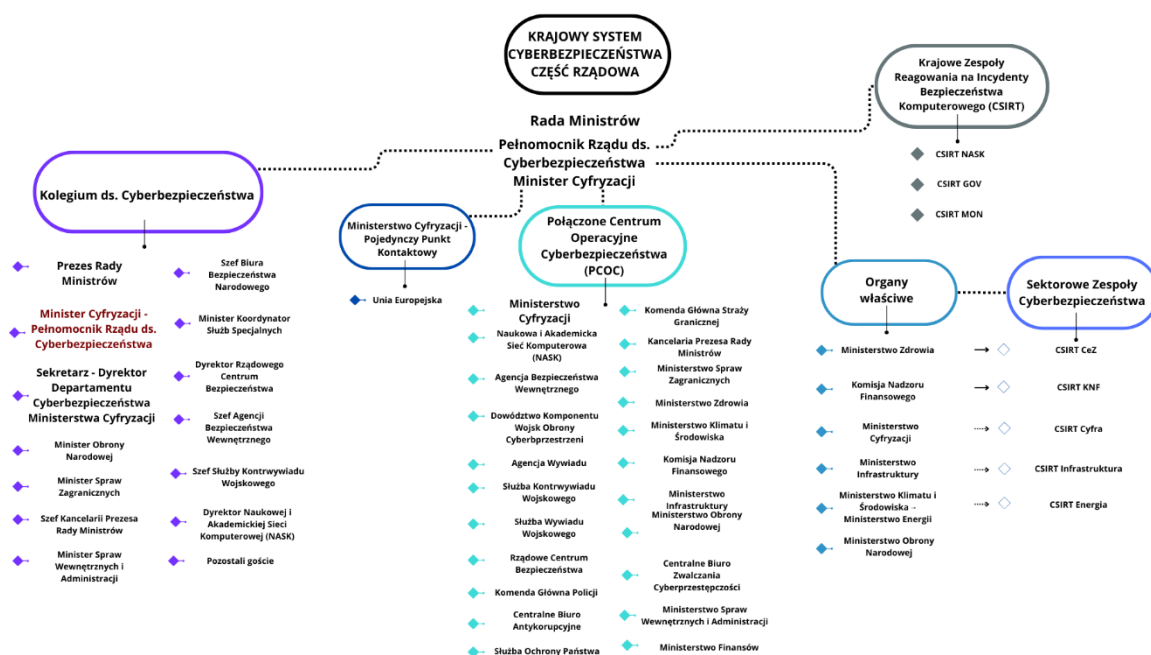 KRAJOWY SYSTEM
CYBERBEZPIECZEŃSTWA
CZĘŚĆ RZĄDOWA
Krajowe Zespoły
Reagowania na Incydenty
Bezpieczeństwa
Komputerowego (CSIRT)
CSIRT NASK
CSIRT GOV
CSIRT MON
Rada Ministrów
Pełnomocnik Rządu ds.
Cyberbezpieczeństwa
Minister Cyfryzacji
Kolegium ds. Cyberbezpieczeństwa
Prezes Rady
Ministrów
Minister Cyfryzacji -
Pełnomocnik Rządu ds.
Cyberbezpieczeństwa
Sekretarz - Dyrektor
Departamentu
Cyberbezpieczeństwa
Ministerstwa Cyfryzacji
Minister Obrony
Narodowej
Minister Spraw
Zagranicznych
Szef Kancelarii Prezesa
Rady Ministrów
Minister Spraw
Wewnętrznych i
Administracji
Szef Biura
Bezpieczeństwa
Narodowego
Minister Koordynator
Służb Specjalnych
Dyrektor Rządowego
Centrum
Bezpieczeństwa
Szef Agencji
Bezpieczeństwa
Wewnętrznego
Szef Służby Kontrwywiadu
Wojskowego
Dyrektor Naukowej i
Akademickiej Sieci
Komputerowej (NASK)
Pozostali goście
Ministerstwo Cyfryzacji -
Pojedynczy Punkt
Kontaktowy
Unia Europejska
Połączone Centrum
Operacyjne
Cyberbezpieczeństwa
(PCOC)
Ministerstwo
Cyfryzacji
Naukowa i Akademicka
Sieć Komputerowa
(NASK)
Agencja Bezpieczeństwa
Wewnętrznego
Dowództwo Komponentu
Wojsk Obrony
Cyberbprzestrzeni
Agencja Wywiadu
Służba Kontrwywiadu
Wojskowego
Służba Wywiadu
Wojskowego
Rządowe Centrum
Bezpieczeństwa
Komenda Główna Policji
Centralne Biuro
Antykorupcyjne
Służba Ochrony Państwa
Komenda Główna Straży
Granicznej
Kancelaria Prezesa Rady
Ministrów
Ministerstwo Spraw
Zagranicznych
Ministerstwo Zdrowia
Ministerstwo Klimatu i
Środowiska
Komisja Nadzoru
Finansowego
Ministerstwo
Infrastruktury
Ministerstwo Obrony
Narodowej
Centralne Biuro
Zwalczania
Cyberprzestępczości
Ministerstwo Spraw
Wewnętrznych i Administracji
Ministerstwo Finansów
Organy
właściwe
Sektorowe Zespoły
Cyberbezpieczeństwa
Ministerstwo Zdrowia
CSIRT CeZ
Komisja Nadzoru
Finansowego
CSIRT KNF
Ministerstwo
Cyfryzacji
CSIRT Cyfra
Ministerstwo
Infrastruktury
CSIRT Infrastruktura
Ministerstwo Klimatu i
Środowiska →
Ministerstwo Energii
CSIRT Energia
Ministerstwo Obrony
Narodowej